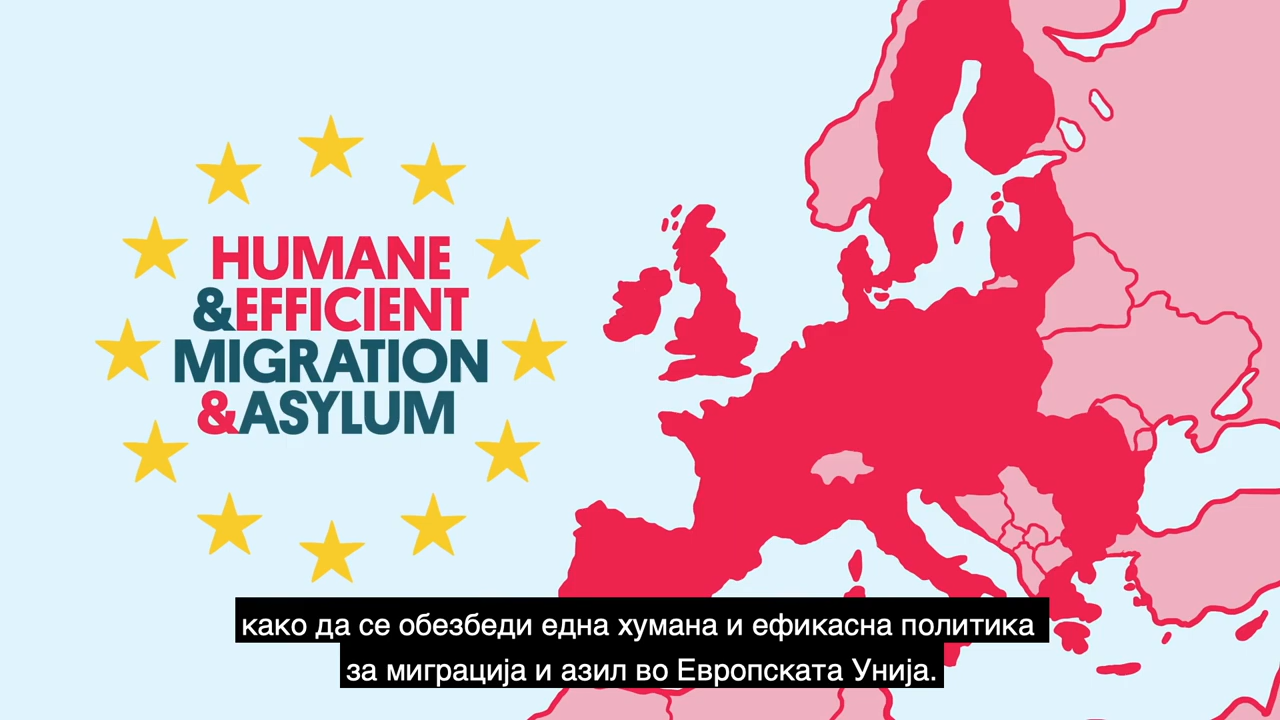 HUMANE
&EFFICIENT
MIGRATION
&ASYLUM
како да се обезбеди една хумана и ефикасна политика
за миграција и азил во Европската Унија.